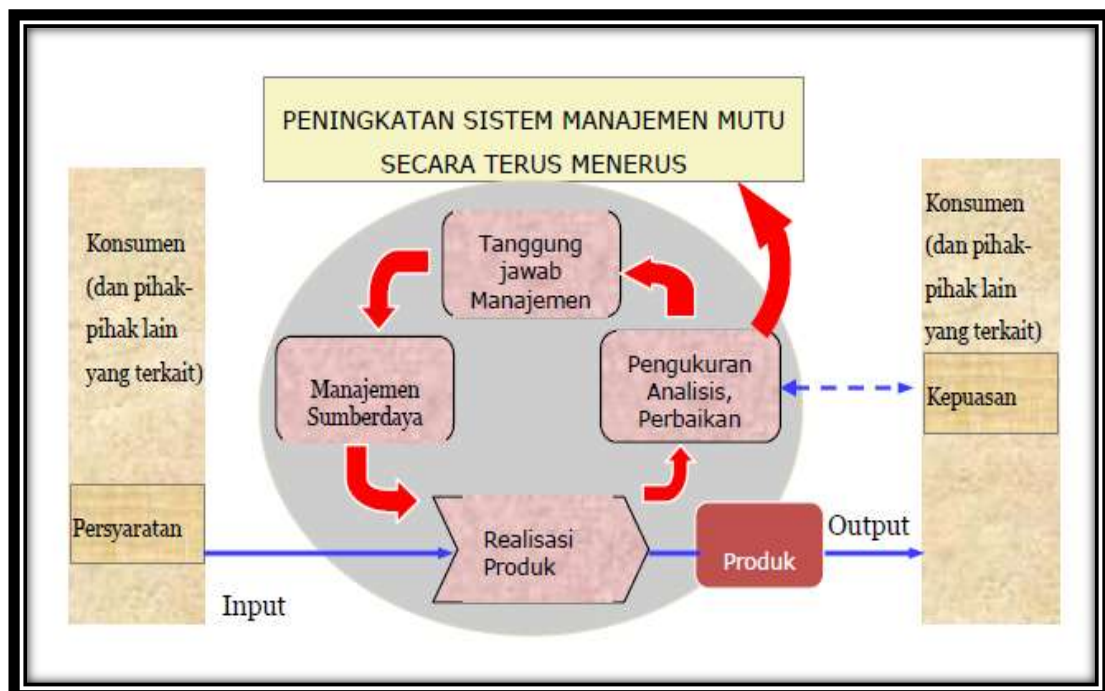 PENINGKATAN SISTEM MANAJEMEN MUTU
SECARA TERUS MENERUS
Konsumen
(dan pihak-
pihak lain
yang terkait)
Persyaratan
Input
Tanggung
jawab
Manajemen
Manajemen
Sumberdaya
Pengukuran
Analisis,
Perbaikan
Realisasi
Produk
Produk
Output
Konsumen
(dan pihak-
pihak lain
yang terkait)
Kepuasan